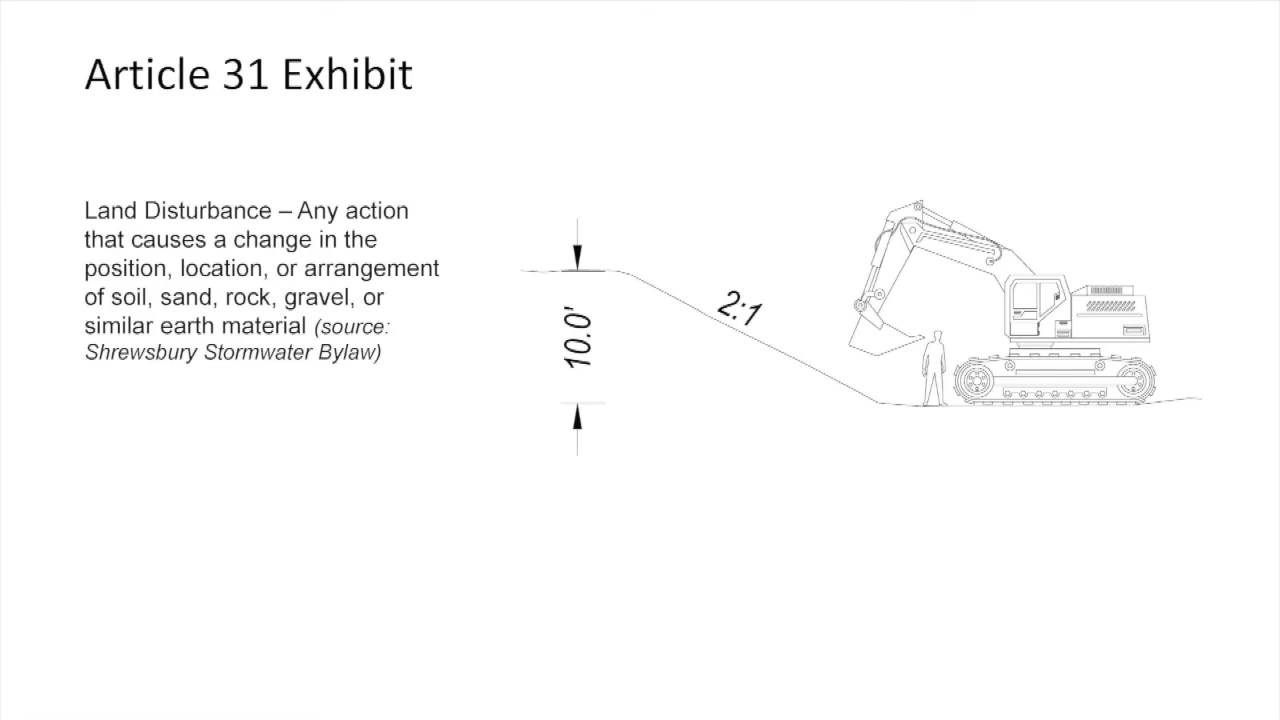 Article 31 Exhibit
Land Disturbance – Any action
that causes a change in the
position, location, or arrangement
of soil, sand, rock, gravel, or
similar earth material (source:
Shrewsbury Stormwater Bylaw)
10.0'
2:1